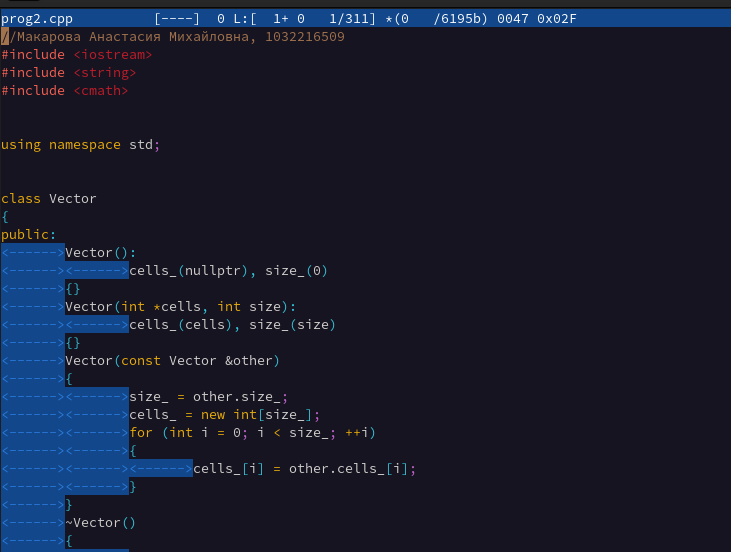 prog2.cpp [----] 0 L:[ 1+ 0 1/311] *(0 /6195b) 0047 0x02F
//Макарова Анастасия Михайловна, 1032216509
#include <iostream>
#include <string>
#include <cmath>
using namespace std;
class Vector
{
public:
<------>Vector():
<------><------>cells_(nullptr), size_(0)
<------>{}
<------>Vector(int *cells, int size):
<------><------>cells_(cells), size_(size)
<------>{}
<------>Vector(const Vector &other)
<------>{
<------><------>size_ = other.size_;
<------><------>cells_ = new int[size_];
<------><------>for (int i = 0; i < size_; ++i)
<------><------>{
<------><------><------>cells_[i] = other.cells_[i];
<------><------>}
<------>}
<------>~Vector()
<------>{